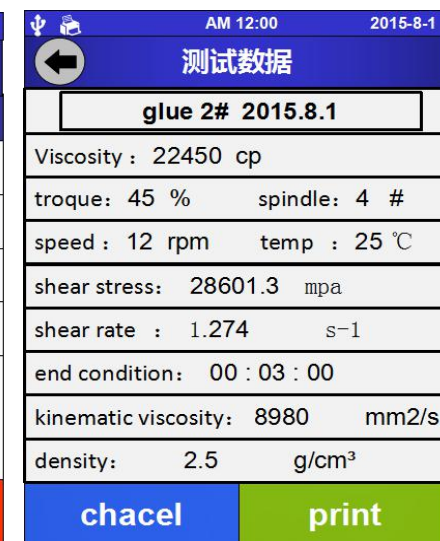 AM 12:00 2015-8-1
测试数据
glue 2# 2015.8.1
Viscosity : 22450 cp
troque: 45 % spindle: 4 #
speed : 12 rpm temp : 25 ℃
shear stress: 28601.3 mpa
shear rate : 1.274 s-1
end condition: 00 : 03 : 00
kinematic viscosity: 8980 mm2/s
density: 2.5 g/cm³
chacel print